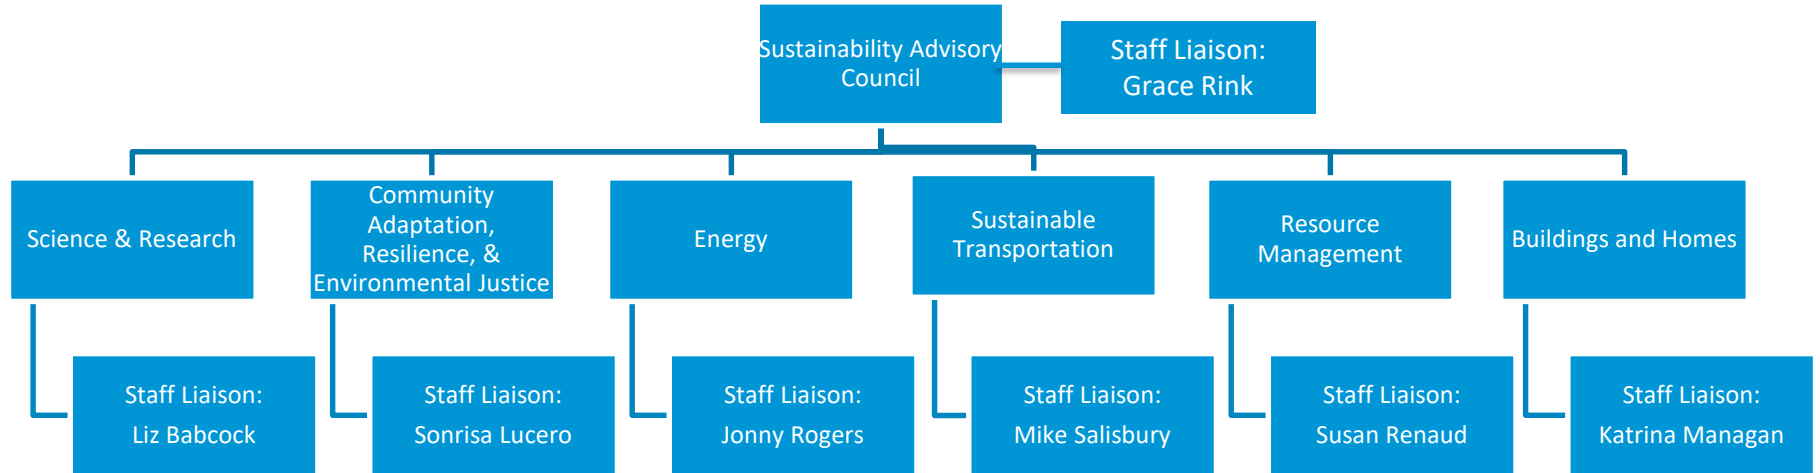 Sustainability Advisory
Council
Staff Liaison:
Grace Rink
Science & Research
Community
Adaptation,
Resilience, &
Environmental Justice
Energy
Sustainable
Transportation
Resource
Management
Buildings and Homes
Staff Liaison:
Liz Babcock
Staff Liaison:
Sonrisa Lucero
Staff Liaison:
Jonny Rogers
Staff Liaison:
Mike Salisbury
Staff Liaison:
Susan Renaud
Staff Liaison:
Katrina Managan